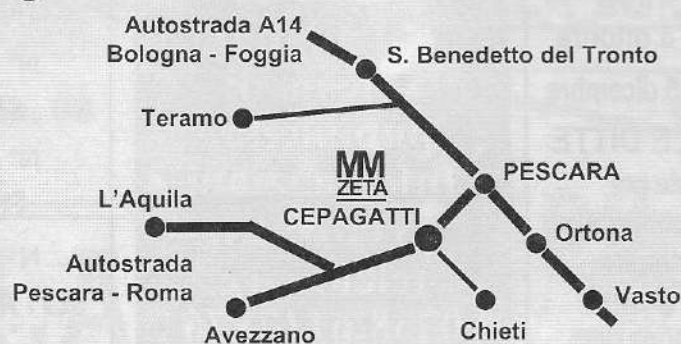 Autostrada A14
Bologna - Foggia
S. Benedetto del Tronto
Teramo
MM
ZETA
PESCARA
L'Aquila
CEPAGATTI
Ortona
Autostrada
Pescara - Roma
Vasto
Avezzano
Chieti